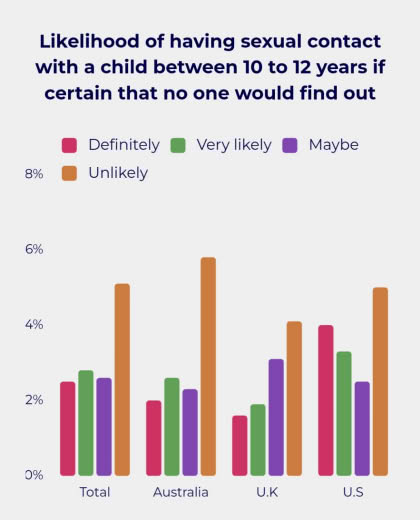 Likelihood of having sexual contact
with a child between 10 to 12 years if
certain that no one would find out
Definitely Very likely Maybe
8%
Unlikely
6%
4%
2%
0%
Total Australia U.K U.S